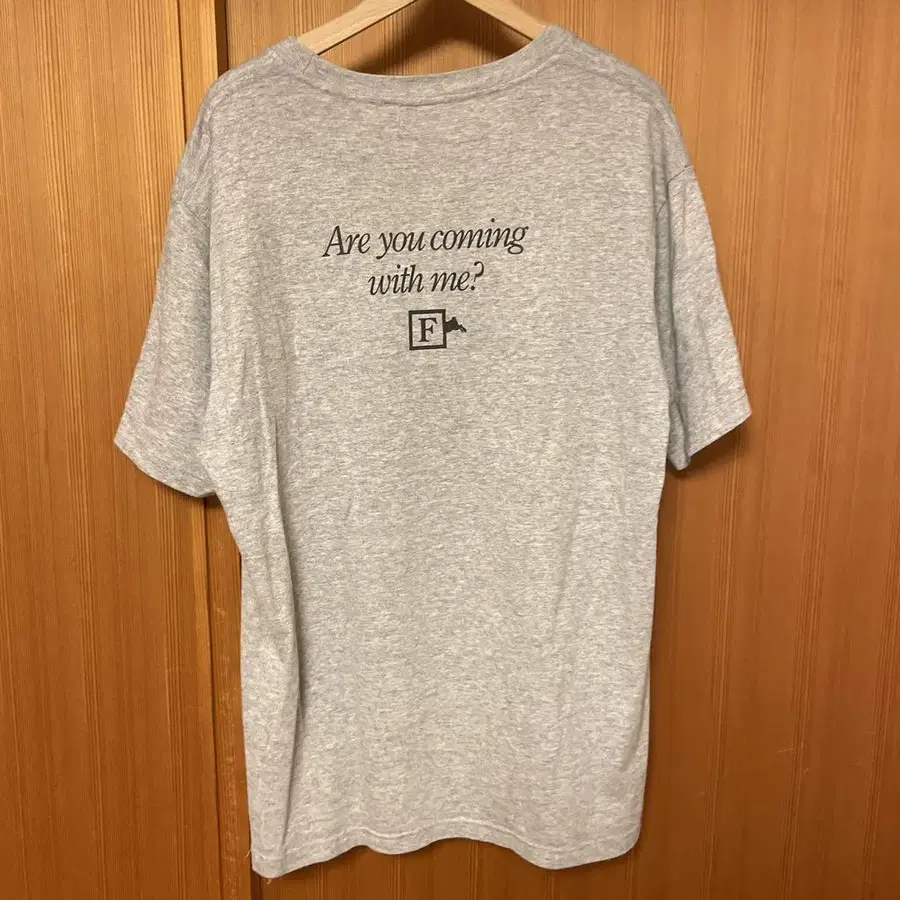 Are you coming
with me?
F